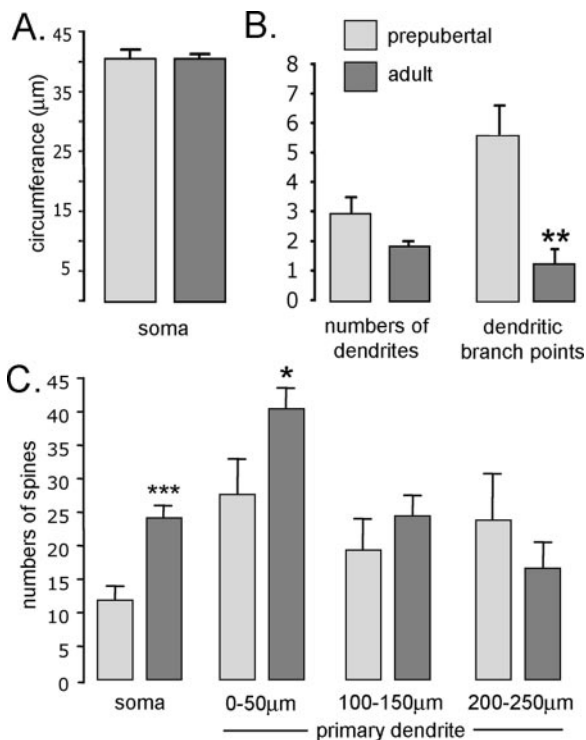 A.
circumferance (μm)
45
35
25
15
5
soma
B.
prepubertal
adult
8
7
6
5
4
3
2
1
0
**
numbers of dendritic
dendrites branch points
C.
numbers of spines
45
40
35
30
25
20
15
10
5
0
***
*
soma 0-50μm 100-150μm 200-250μm
primary dendrite